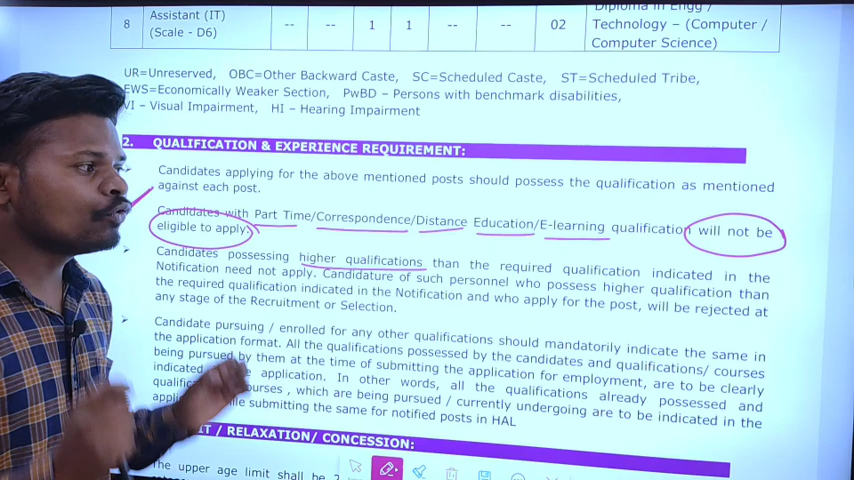 Diploma in Engg /
8 Assistant (IT) -- -- 1 1 -- -- 02 Technology – (Computer /
(Scale - D6) Computer Science)
UR=Unreserved, OBC=Other Backward Caste, SC=Scheduled Caste, ST=Scheduled Tribe,
EWS=Economically Weaker Section, PwBD – Persons with benchmark disabilities,
VI – Visual Impairment, HI – Hearing Impairment
2. QUALIFICATION & EXPERIENCE REQUIREMENT:
Candidates applying for the above mentioned posts should possess the qualification as mentioned
against each post.
Candidates with Part Time/Correspondence/Distance Education/E-learning qualification will not be
eligible to apply.
Candidates possessing higher qualifications than the required qualification indicated in the
Notification need not apply. Candidature of such personnel who possess higher qualification than
the required qualification indicated in the Notification and who apply for the post, will be rejected at
any stage of the Recruitment or Selection.
Candidate pursuing / enrolled for any other qualifications should mandatorily indicate the same in
the application format. All the qualifications possessed by the candidates and qualifications/ courses
being pursued by them at the time of submitting the application for employment, are to be clearly
indicated application. In other words, all the qualifications already possessed and
courses , which are being pursued / currently undergoing are to be indicated in the
submitting the same for notified posts in HAL
/ RELAXATION/ CONCESSION:
The upper age limit shall be